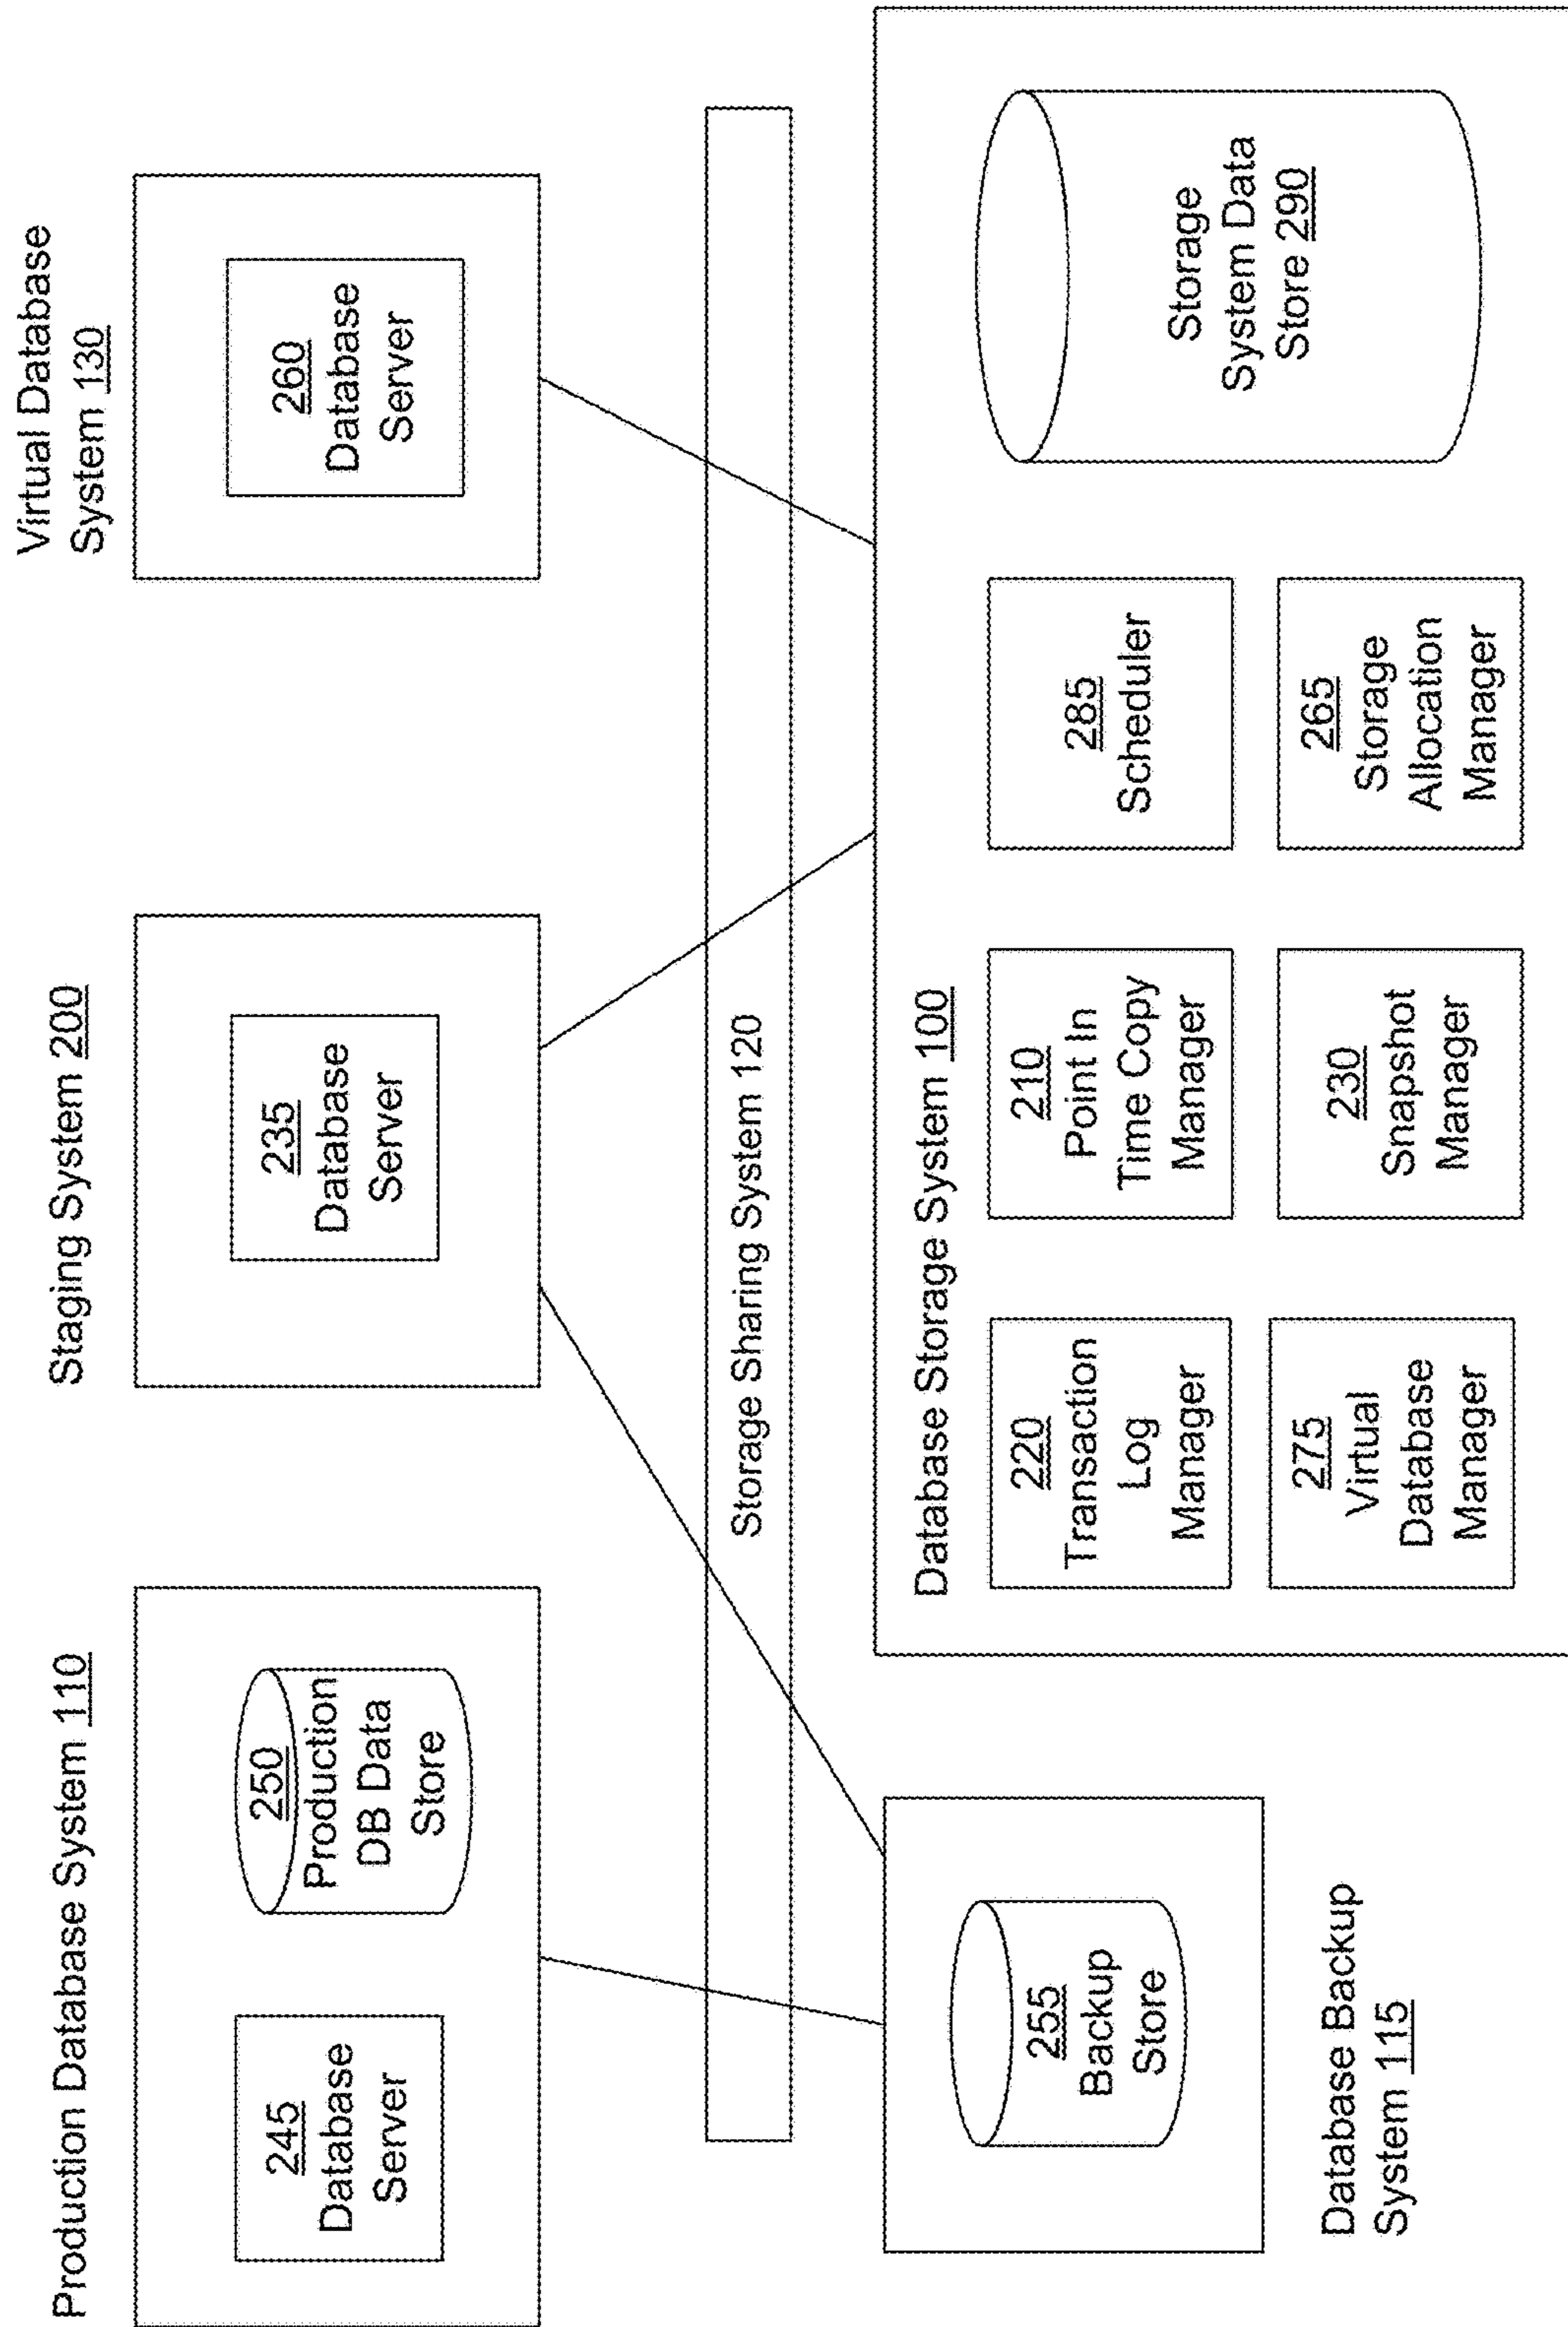 Production Database System 110
245
Database
Server
250
Production
DB Data
Store
Staging System 200
235
Database
Server
Virtual Database
System 130
260
Database
Server
Storage Sharing System 120
255
Backup
Store
Database Backup
System 115
Database Storage System 100
220
Transaction
Log
Manager
210
Point In
Time Copy
Manager
285
Scheduler
275
Virtual
Database
Manager
230
Snapshot
Manager
265
Storage
Allocation
Manager
Storage
System Data
Store 290